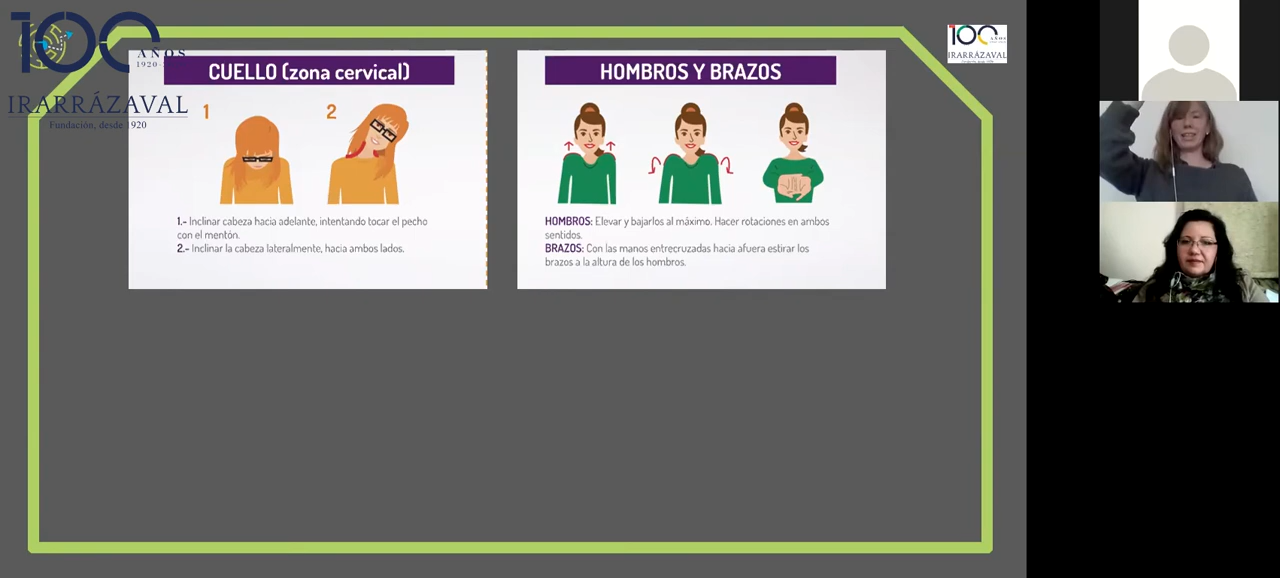 100
AÑOS
1920-
IRARRÁZAVAL
Fundación, desde 1920
100 AÑOS
IRARRÁZAVAL
CUELLO (zona cervical)
1
2
1.- Inclinar cabeza hacia adelante, intentando tocar el pecho
con el mentón.
2.- Inclinar la cabeza lateralmente, hacia ambos lados.
HOMBROS Y BRAZOS
HOMBROS: Elevar y bajarlos al máximo. Hacer rotaciones en ambos
sentidos.
BRAZOS: Con las manos entrecruzadas hacia afuera estirar los
brazos a la altura de los hombros.